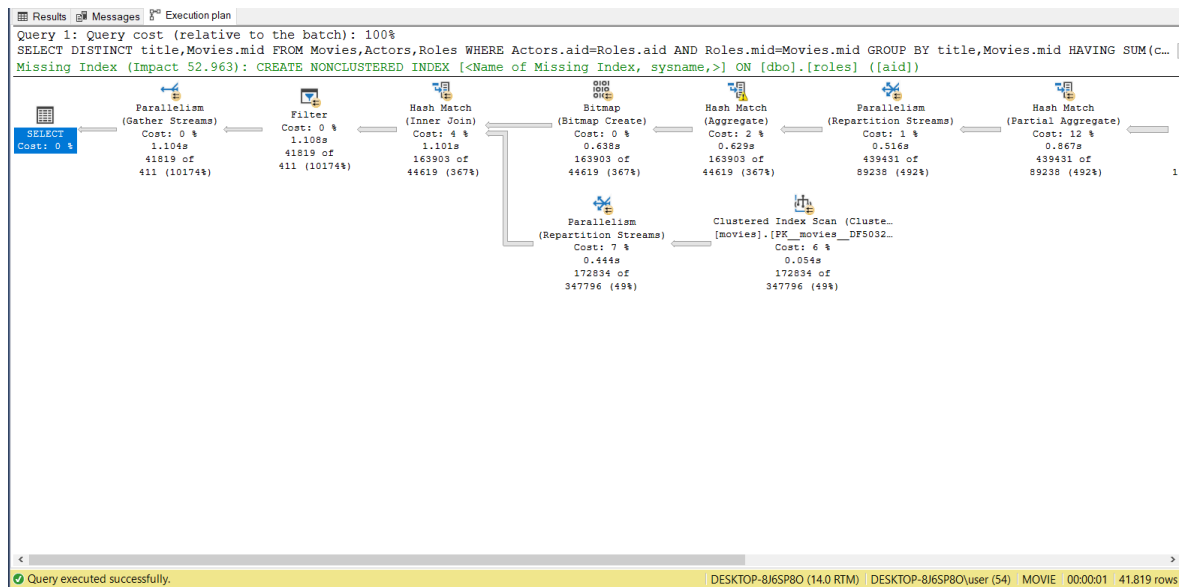 Results Messages Execution plan
Query 1: Query cost (relative to the batch): 100%
SELECT DISTINCT title,Movies.mid FROM Movies,Actors,Roles WHERE Actors.aid=Roles.aid AND Roles.mid=Movies.mid GROUP BY title,Movies.mid HAVING SUM(c…
Missing Index (Impact 52.963): CREATE NONCLUSTERED INDEX [<Name of Missing Index, sysname,>] ON [dbo].[roles] ([aid])
SELECT
Cost: 0 %
Parallelism
(Gather Streams)
Cost: 0 %
1.104s
41819 of
411 (10174%)
Filter
Cost: 0 %
1.108s
41819 of
411 (10174%)
Hash Match
(Inner Join)
Cost: 4 %
1.101s
163903 of
44619 (367%)
Bitmap
(Bitmap Create)
Cost: 0 %
0.638s
163903 of
44619 (367%)
Hash Match
(Aggregate)
Cost: 2 %
0.629s
163903 of
44619 (367%)
Parallelism
(Repartition Streams)
Cost: 1 %
0.516s
439431 of
89238 (492%)
Hash Match
(Partial Aggregate)
Cost: 12 %
0.867s
439431 of
89238 (492%)
1
Parallelism
(Repartition Streams)
Cost: 7 %
0.444s
172834 of
347796 (49%)
Clustered Index Scan (Cluste…
[movies].[PK__movies__DF5032…
Cost: 6 %
0.054s
172834 of
347796 (49%)
Query executed successfully.
DESKTOP-8J6SP8O (14.0 RTM) DESKTOP-8J6SP8O\user (54) MOVIE 00:00:01 41.819 rows